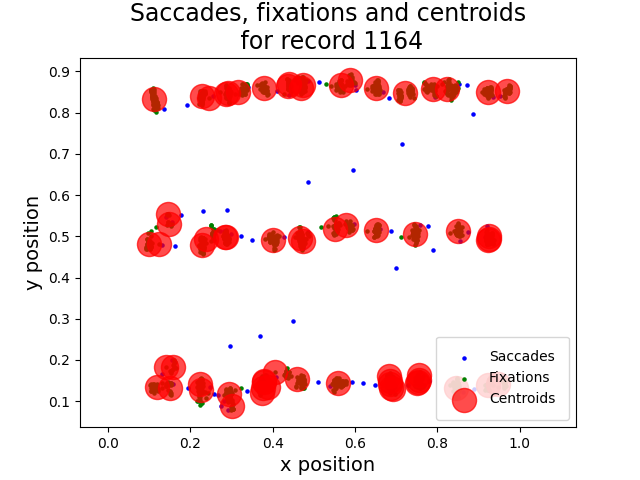 Saccades, fixations and centroids
for record 1164
0.9
0.8
0.7
0.6
0.5
0.4
0.3
0.2
0.1
y position
Saccades
Fixations
Centroids
0.0 0.2 0.4 0.6 0.8 1.0
x position